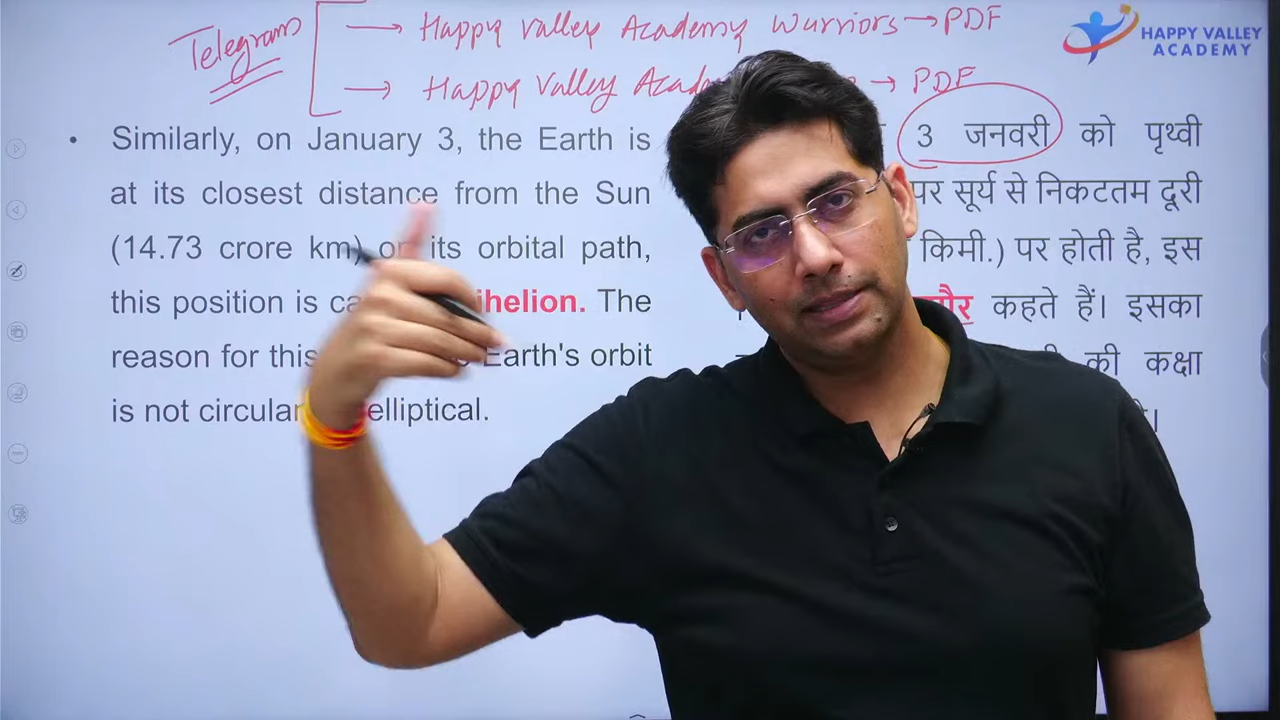 Telegram
→ Happy Valley Academy Warriors → PDF
→ Happy Valley → PDF
HAPPY VALLEY
ACADEMY
• Similarly, on January 3, the Earth is
at its closest distance from the Sun
(14.73 crore km) on its orbital path,
this position is The
reason for this Earth's orbit
is not circular elliptical.
3 जनवरी को पृथ्वी
पर सूर्य से निकटतम दूरी
किमी.) पर होती है, इस
कहते हैं। इसका
की कक्षा